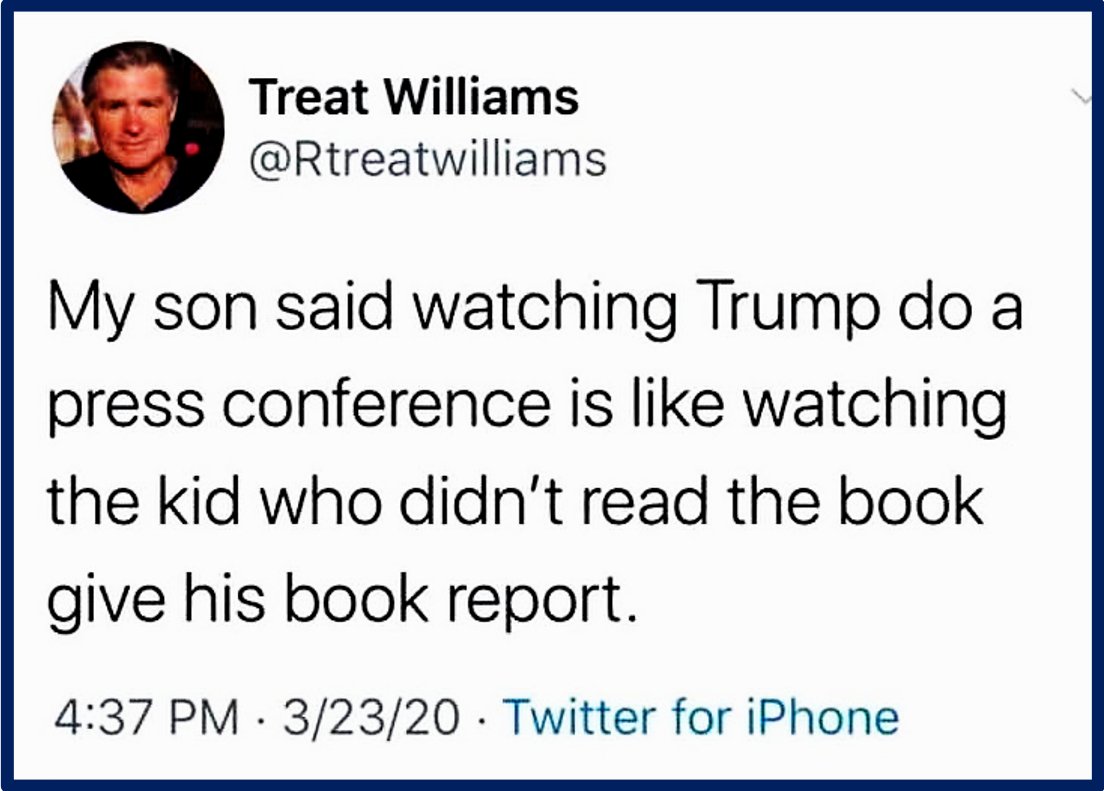 Treat Williams
@Rtreatwilliams
My son said watching Trump do a
press conference is like watching
the kid who didn't read the book
give his book report.
4:37 PM · 3/23/20 · Twitter for iPhone